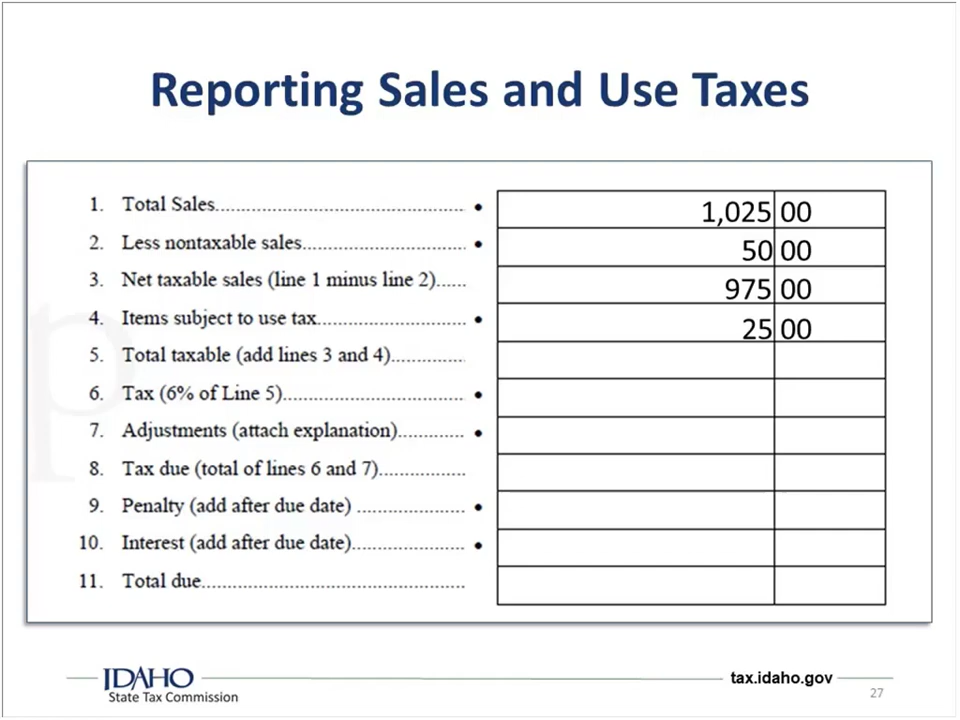 Reporting Sales and Use Taxes
1. Total Sales............................................. • 1,025 00
2. Less nontaxable sales............................. • 50 00
3. Net taxable sales (line 1 minus line 2)...... 975 00
4. Items subject to use tax........................... • 25 00
5. Total taxable (add lines 3 and 4).............
6. Tax (6% of Line 5)................................. •
7. Adjustments (attach explanation)............ •
8. Tax due (total of lines 6 and 7)................
9. Penalty (add after due date) .................... •
10. Interest (add after due date)..................... •
11. Total due................................................
IDAHO
State Tax Commission
tax.idaho.gov
27